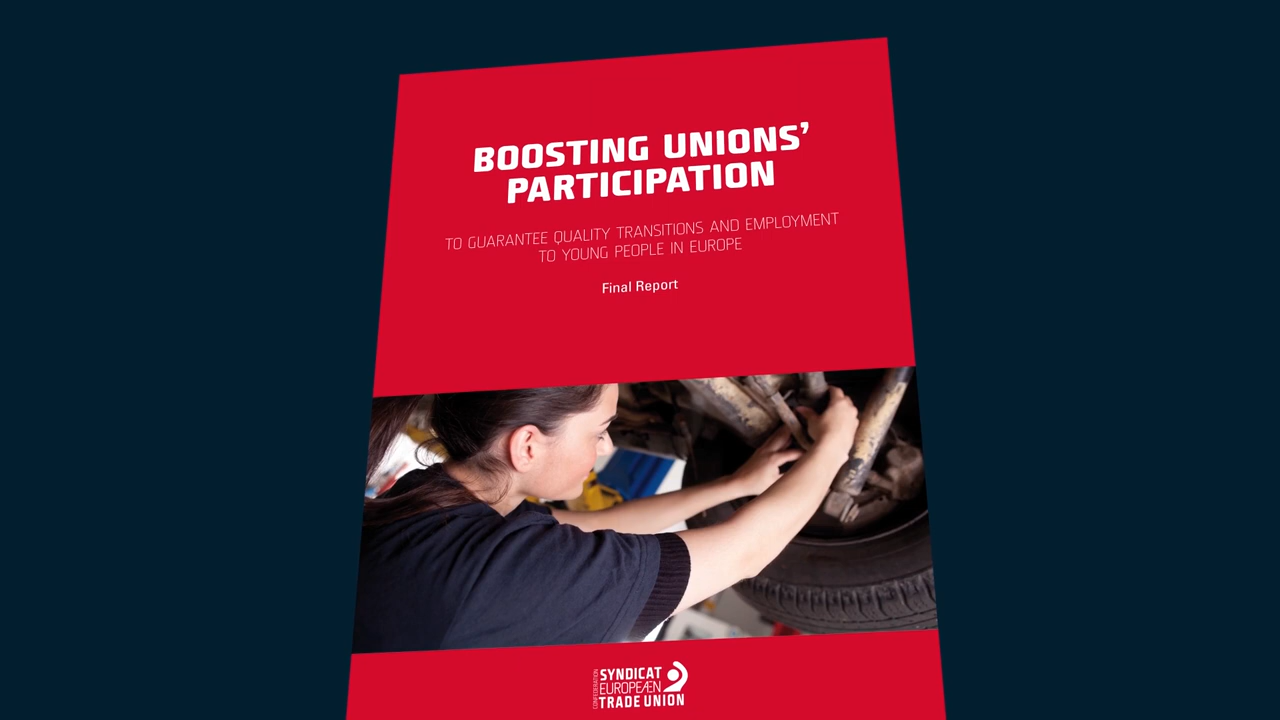 BOOSTING UNIONS’
PARTICIPATION
TO GUARANTEE QUALITY TRANSITIONS AND EMPLOYMENT
TO YOUNG PEOPLE IN EUROPE
Final Report
CONFEDERATION
SYNDICAT
EUROPEÆN
TRADE UNION